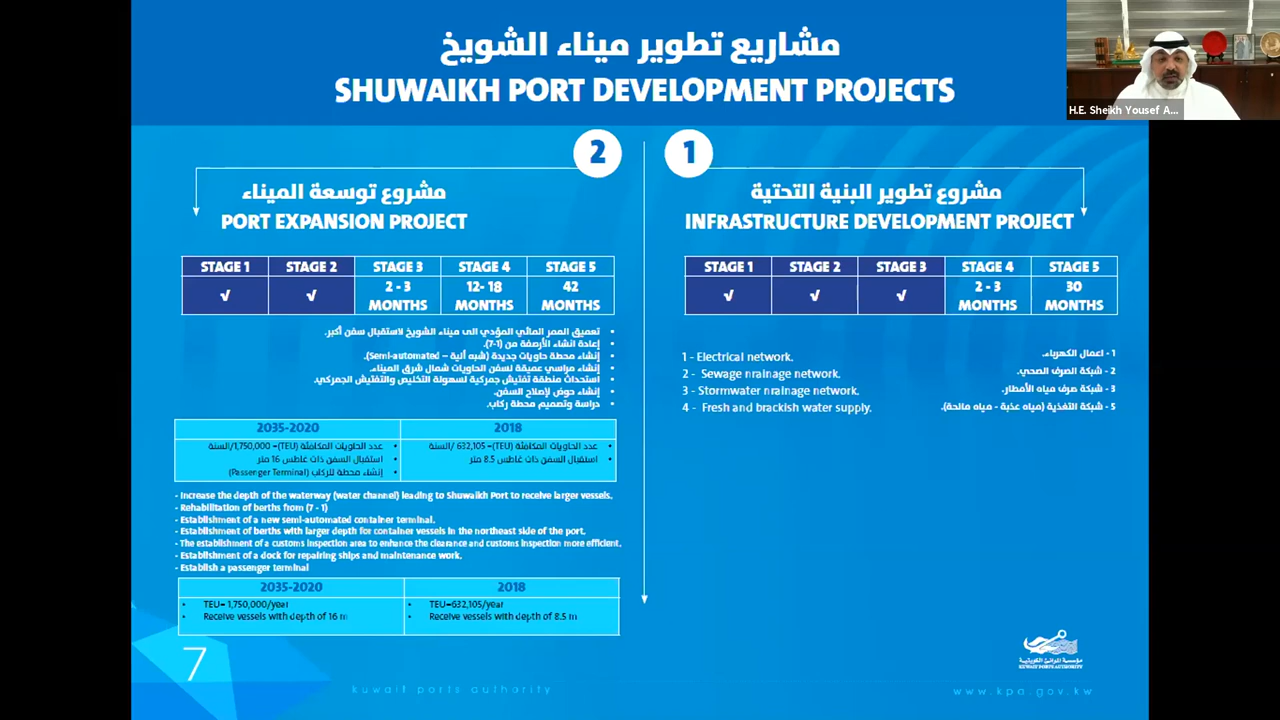 مشاريع تطوير ميناء الشويخ
SHUWAIKH PORT DEVELOPMENT PROJECTS
H.E. Sheikh Yousef A...
2
1
مشروع توسعة الميناء
PORT EXPANSION PROJECT
STAGE 1 STAGE 2 STAGE 3 STAGE 4 STAGE 5
√ √ 2 - 3 MONTHS 12- 18 MONTHS 42 MONTHS
• تعميق الممر المائي المؤدي الى ميناء الشويخ لاستقبال سفن أكبر.
• إعادة انشاء الأرصفة من (1-7).
• إنشاء محطة حاويات جديدة (شبه آلية – Semi-automated).
• إنشاء مراسي عميقة لسفن الحاويات شمال شرق الميناء.
• استحداث منطقة تفتيش جمركية لسهولة التخليص والتفتيش الجمركي.
• إنشاء حوض لإصلاح السفن.
• دراسة وتصميم محطة ركاب.
2035-2020 2018
• عدد الحاويات المكافئة (TEU)= 1,750,000/السنة
• استقبال السفن ذات غاطس 16 متر
• إنشاء محطة للركاب (Passenger Terminal)
• عدد الحاويات المكافئة (TEU)= 632,105 /السنة
• استقبال السفن ذات غاطس 8.5 متر
- Increase the depth of the waterway (water channel) leading to Shuwaikh Port to receive larger vessels.
- Rehabilitation of berths from (7 - 1)
- Establishment of a new semi-automated container terminal.
- Establishment of berths with larger depth for container vessels in the northeast side of the port.
- The establishment of a customs inspection area to enhance the clearance and customs inspection more efficient.
- Establishment of a dock for repairing ships and maintenance work.
- Establish a passenger terminal
2035-2020 2018
• TEU= 1,750,000/year
• Receive vessels with depth of 16 m
• TEU=632,105/year
• Receive vessels with depth of 8.5 m
مشروع تطوير البنية التحتية
INFRASTRUCTURE DEVELOPMENT PROJECT
STAGE 1 STAGE 2 STAGE 3 STAGE 4 STAGE 5
√ √ √ 2 - 3 MONTHS 30 MONTHS
1 - Electrical network.
2 - Sewage nrainage network.
3 - Stormwater nrainage network.
4 - Fresh and brackish water supply.
1 - اعمال الكهرباء.
2 - شبكة الصرف الصحي.
3 - شبكة صرف مياه الأمطار.
5 - شبكة التغذية (مياه عذبة - مياه مالحة).
7
kuwait ports authority
مؤسسة الموانئ الكويتية
KUWAIT PORTS AUTHORITY
www.kpa.gov.kw